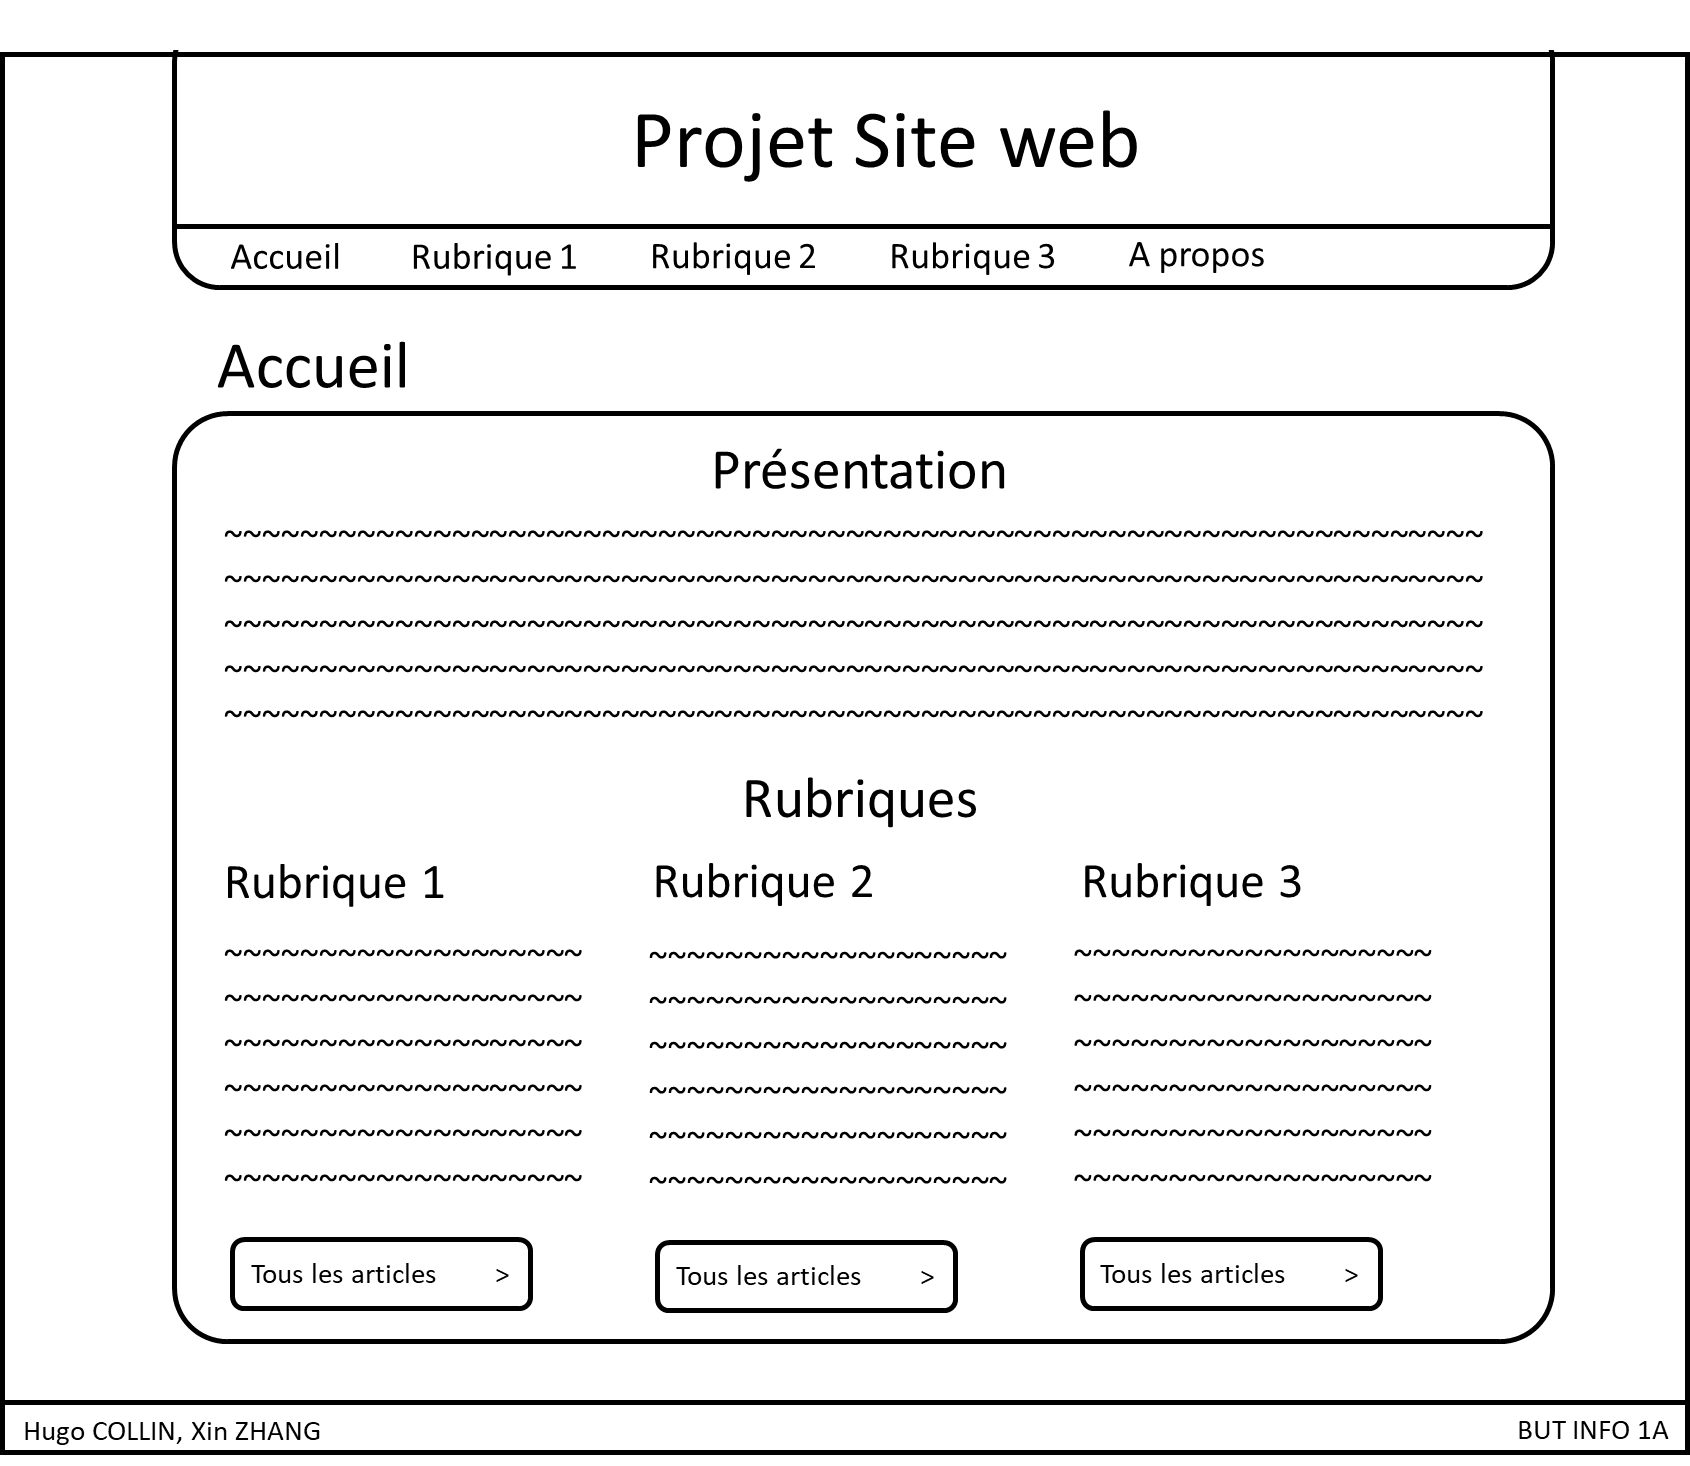 Projet Site web
Accueil Rubrique 1 Rubrique 2 Rubrique 3 A propos
Accueil
Présentation
~~~~~~~~~~~~~~~~~~~~~~~~~~~~~~~~~~~~~~~~~~~~~~~~~~~~~~~~~~~~~~~~~~~
~~~~~~~~~~~~~~~~~~~~~~~~~~~~~~~~~~~~~~~~~~~~~~~~~~~~~~~~~~~~~~~~~~~
~~~~~~~~~~~~~~~~~~~~~~~~~~~~~~~~~~~~~~~~~~~~~~~~~~~~~~~~~~~~~~~~~~~
~~~~~~~~~~~~~~~~~~~~~~~~~~~~~~~~~~~~~~~~~~~~~~~~~~~~~~~~~~~~~~~~~~~
~~~~~~~~~~~~~~~~~~~~~~~~~~~~~~~~~~~~~~~~~~~~~~~~~~~~~~~~~~~~~~~~~~~
Rubriques
Rubrique 1 Rubrique 2 Rubrique 3
~~~~~~~~~~~~~~~~~~~ ~~~~~~~~~~~~~~~~~~~ ~~~~~~~~~~~~~~~~~~~
~~~~~~~~~~~~~~~~~~~ ~~~~~~~~~~~~~~~~~~~ ~~~~~~~~~~~~~~~~~~~
~~~~~~~~~~~~~~~~~~~ ~~~~~~~~~~~~~~~~~~~ ~~~~~~~~~~~~~~~~~~~
~~~~~~~~~~~~~~~~~~~ ~~~~~~~~~~~~~~~~~~~ ~~~~~~~~~~~~~~~~~~~
~~~~~~~~~~~~~~~~~~~ ~~~~~~~~~~~~~~~~~~~ ~~~~~~~~~~~~~~~~~~~
~~~~~~~~~~~~~~~~~~~ ~~~~~~~~~~~~~~~~~~~ ~~~~~~~~~~~~~~~~~~~
Tous les articles > Tous les articles > Tous les articles >
Hugo COLLIN, Xin ZHANG BUT INFO 1A